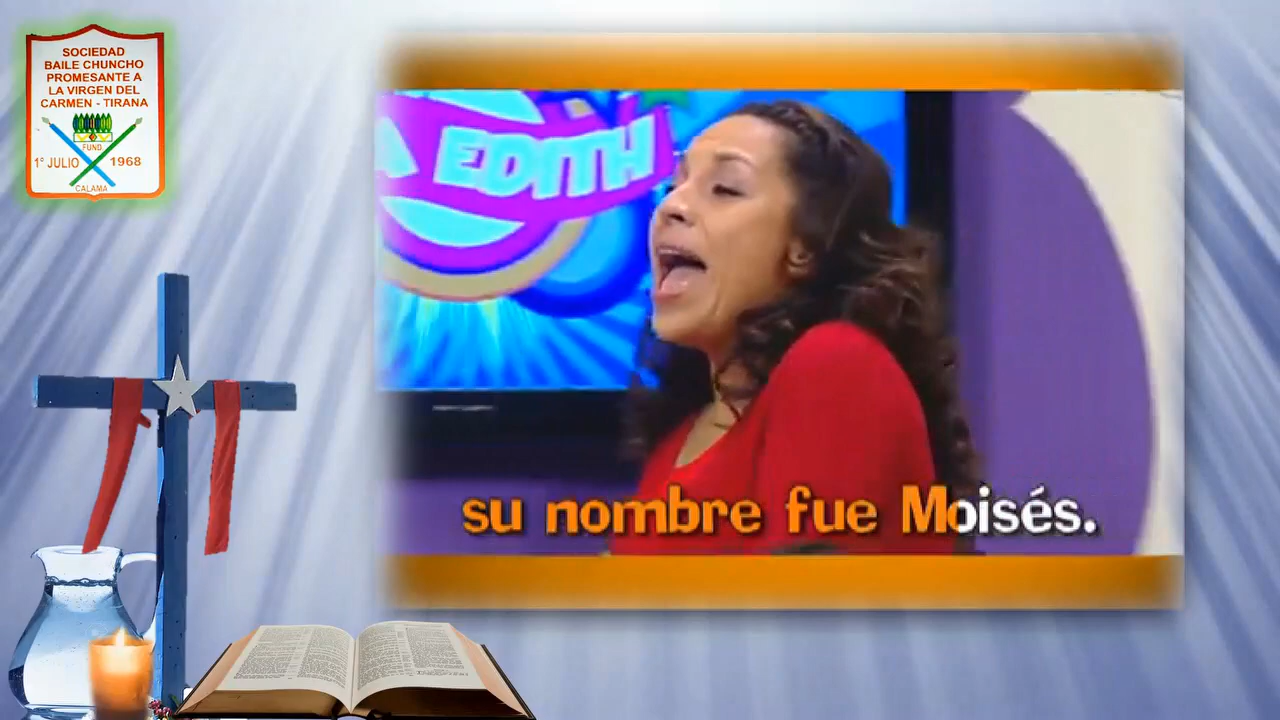 SOCIEDAD
BAILE CHUNCHO
PROMESANTE A
LA VIRGEN DEL
CARMEN - TIRANA
FUND
1° JULIO 1968
CALAMA
A EDITH
su nombre fue Moisés.